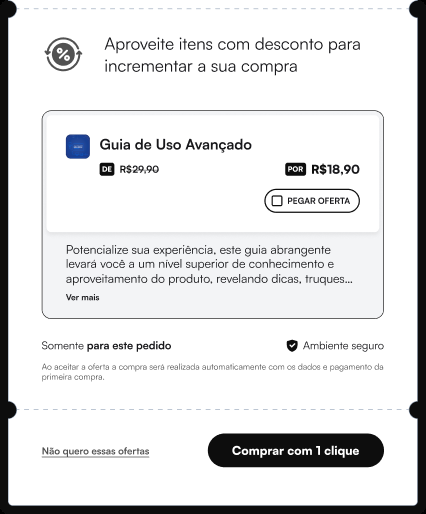 Aproveite itens com desconto para
incrementar a sua compra
%
Guia de Uso Avançado
DE R$29,90
POR R$18,90
PEGAR OFERTA
Potencialize sua experiência, este guia abrangente
levará você a um nível superior de conhecimento e
aproveitamento do produto, revelando dicas, truques...
Ver mais
Somente para este pedido
Ambiente seguro
Ao aceitar a oferta a compra será realizada automaticamente com os dados e pagamento da
primeira compra.
Não quero essas ofertas
Comprar com 1 clique